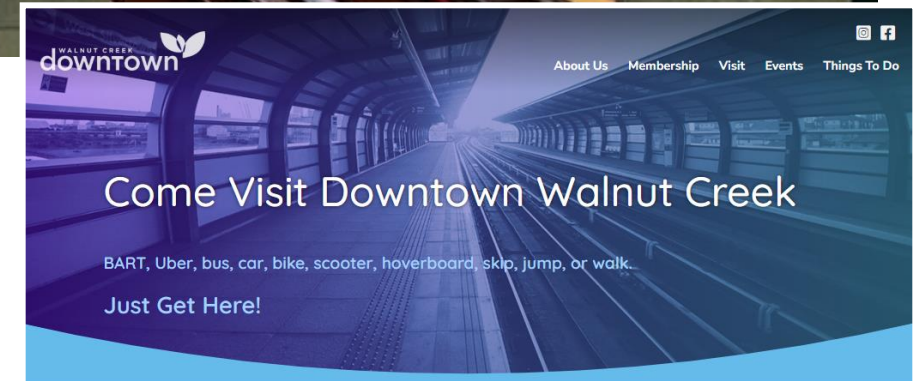 WALNUT CREEK
downtown
About Us Membership Visit Events Things To Do
Come Visit Downtown Walnut Creek
BART, Uber, bus, car, bike, scooter, hoverboard, skip, jump, or walk.
Just Get Here!